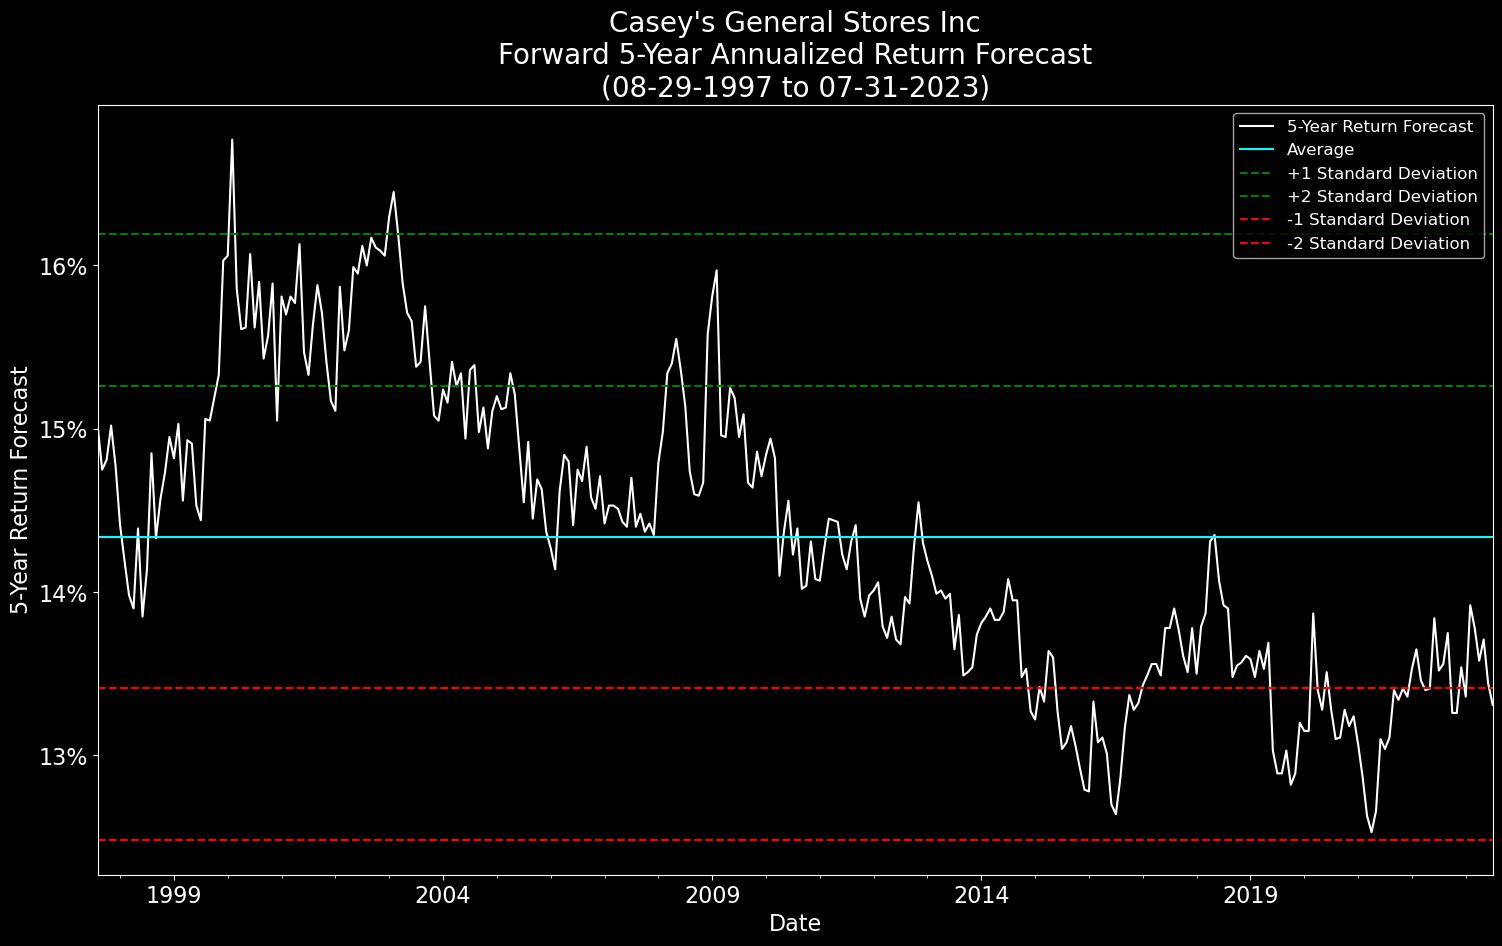 Casey's General Stores Inc
Forward 5-Year Annualized Return Forecast
(08-29-1997 to 07-31-2023)
5-Year Return Forecast
Average
+1 Standard Deviation
+2 Standard Deviation
-1 Standard Deviation
-2 Standard Deviation
5-Year Return Forecast
16%
15%
14%
13%
1999
2004
2009
2014
2019
Date